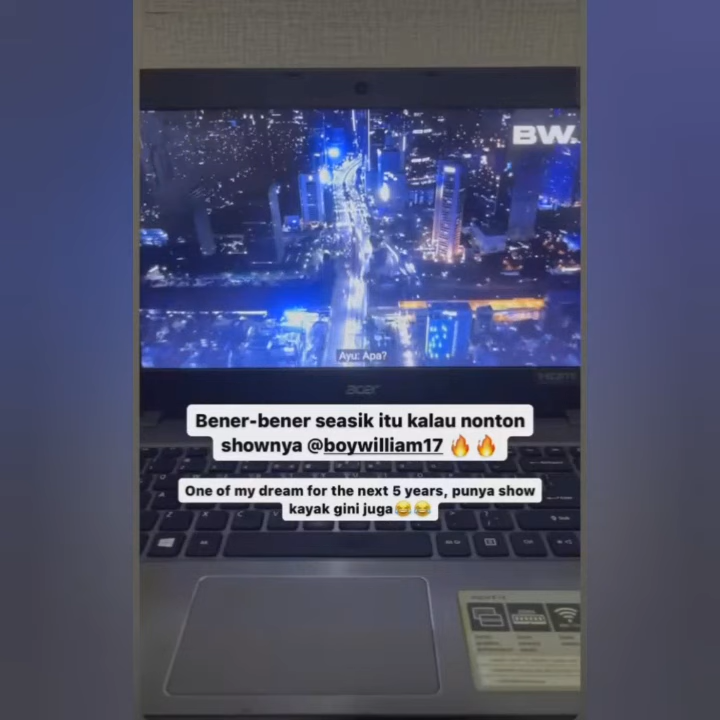 BW.
Ayu: Apa?
acer
HDMI
Bener-bener seasik itu kalau nonton
shownya @boywilliam17 🔥🔥
One of my dream for the next 5 years, punya show
kayak gini juga😂😂